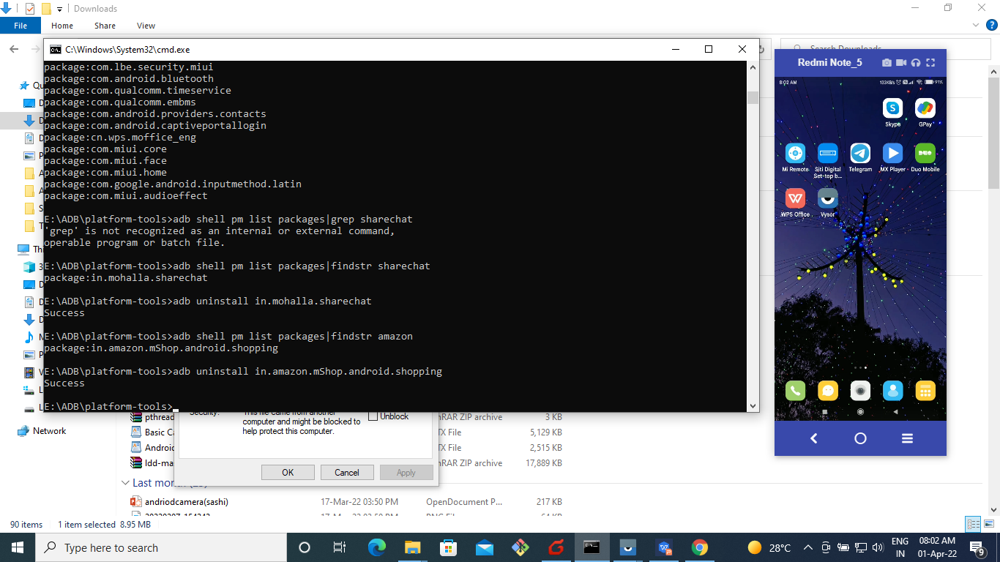 Downloads
File
Home
Share
View
C:\Windows\System32\cmd.exe
Search Downloads
package:com.lbe.security.miui
package:com.android.bluetooth
package:com.qualcomm.timeservice
package:com.qualcomm.embms
package:com.android.providers.contacts
package:com.android.captiveportallogin
package:cn.wps.moffice_eng
package:com.miui.core
package:com.miui.face
package:com.miui.home
package:com.google.android.inputmethod.latin
package:com.miui.audioeffect
E:\ADB\platform-tools>adb shell pm list packages|grep sharechat
'grep' is not recognized as an internal or external command,
operable program or batch file.
E:\ADB\platform-tools>adb shell pm list packages|findstr sharechat
package:in.mohalla.sharechat
E:\ADB\platform-tools>adb uninstall in.mohalla.sharechat
Success
E:\ADB\platform-tools>adb shell pm list packages|findstr amazon
package:in.amazon.mShop.android.shopping
E:\ADB\platform-tools>adb uninstall in.amazon.mShop.android.shopping
Success
E:\ADB\platform-tools>
Redmi Note_5
8:02 AM
133KB/s
91%
Skype
GPay
Mi Remote
Siti Digital Set-top b...
Telegram
MX Player
DUO
Duo Mobile
WPS Office
Vysor
Network
Security:
This file came from another
computer and might be blocked to
help protect this computer.
Unblock
OK
Cancel
Apply
pthread
nRAR ZIP archive
3 KB
Basic Ca
TX File
5,129 KB
Android
TX File
2,515 KB
ldd-ma
nRAR ZIP archive
17,889 KB
Last month
andriodcamera(sashi)
17-Mar-22 03:50 PM
OpenDocument P...
217 KB
90 items
1 item selected 8.95 MB
Type here to search
28°C
ENG
IN
08:02 AM
01-Apr-22
9